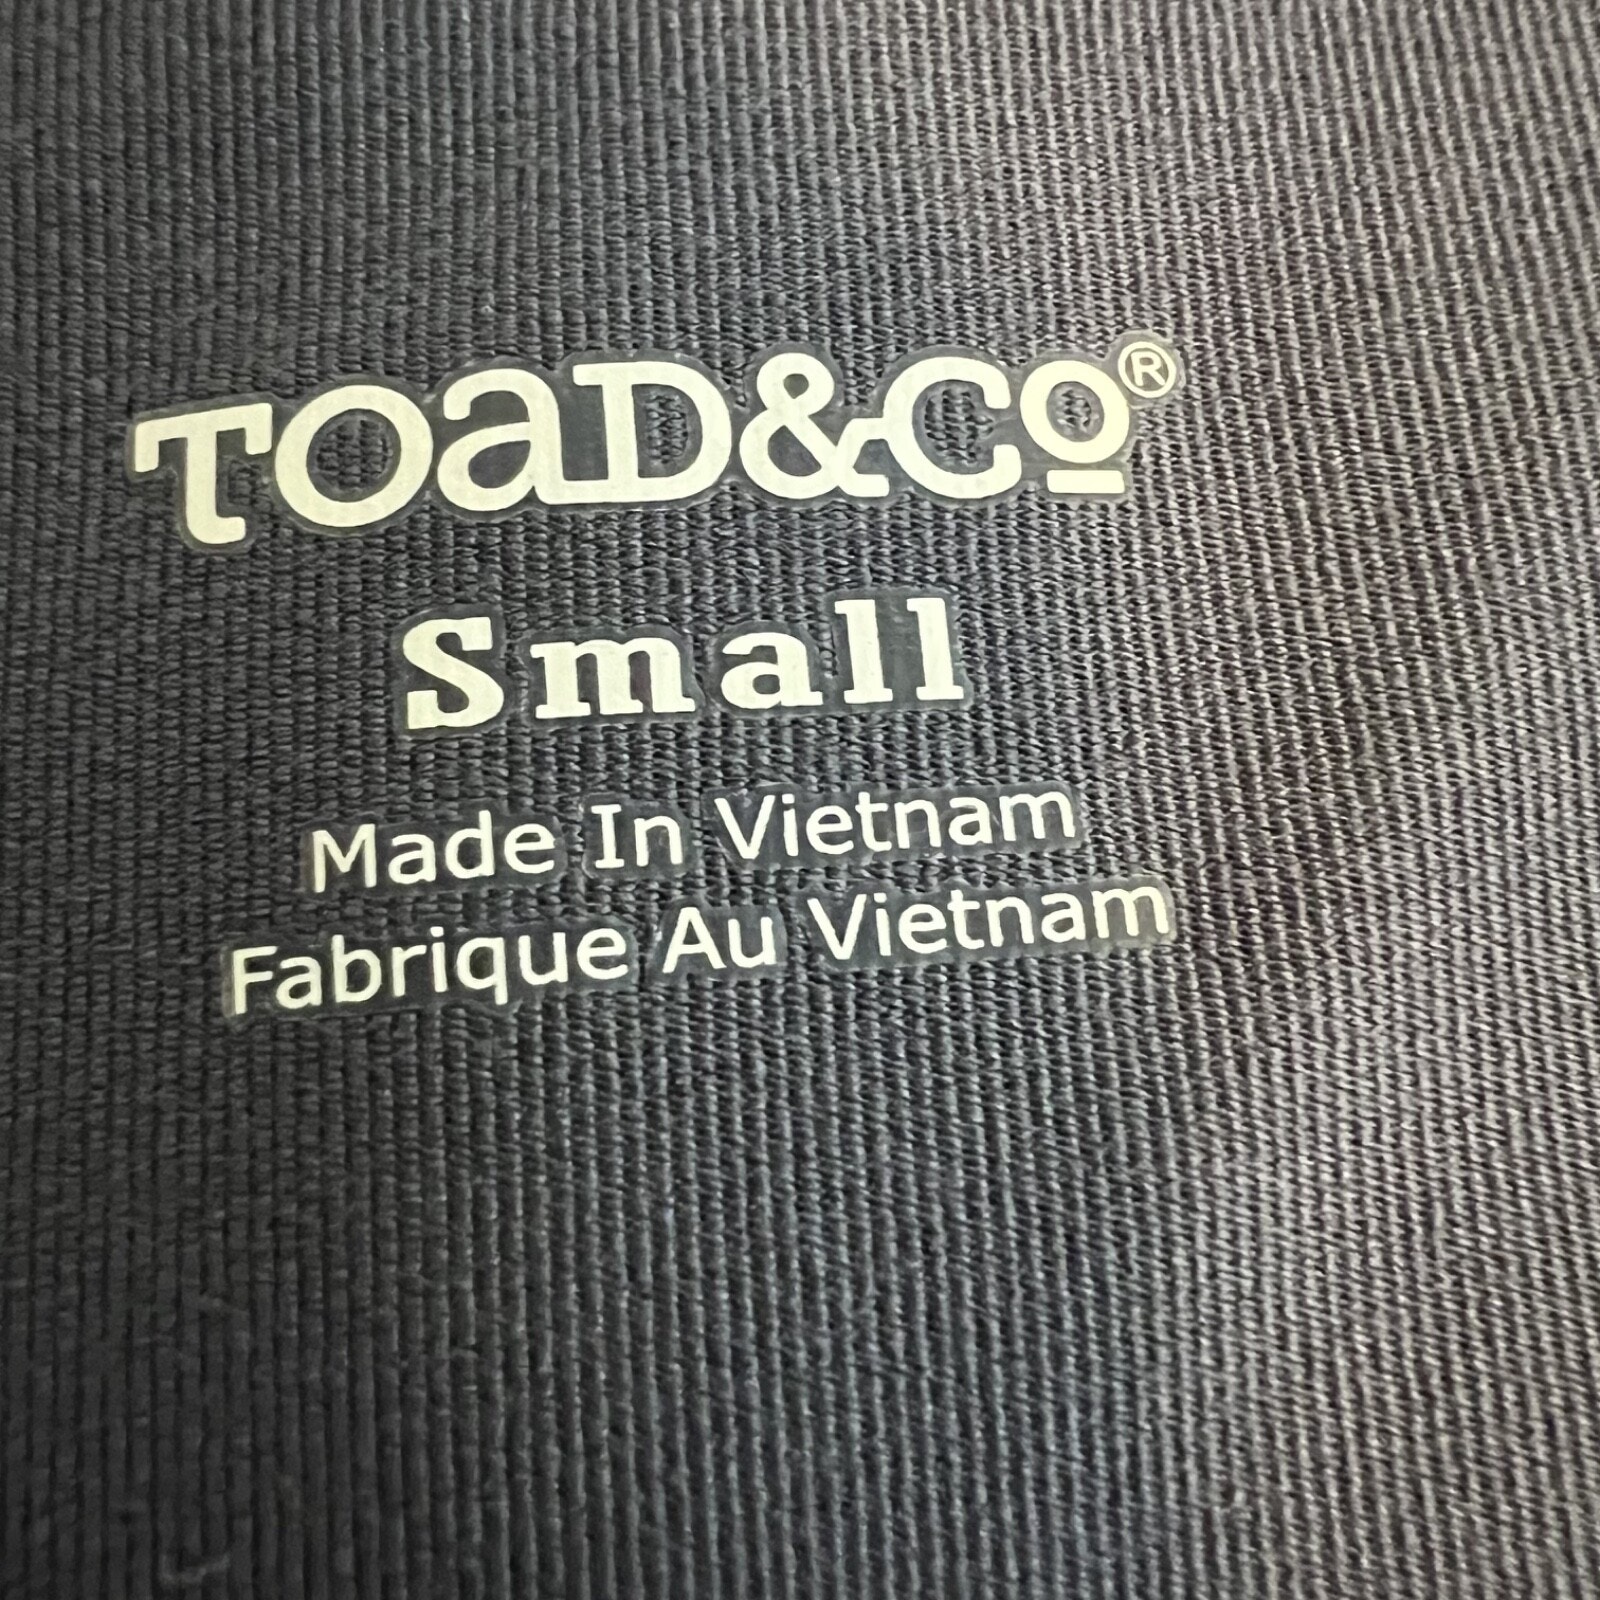 Toad&Co®
Small
Made In Vietnam
Fabrique Au Vietnam